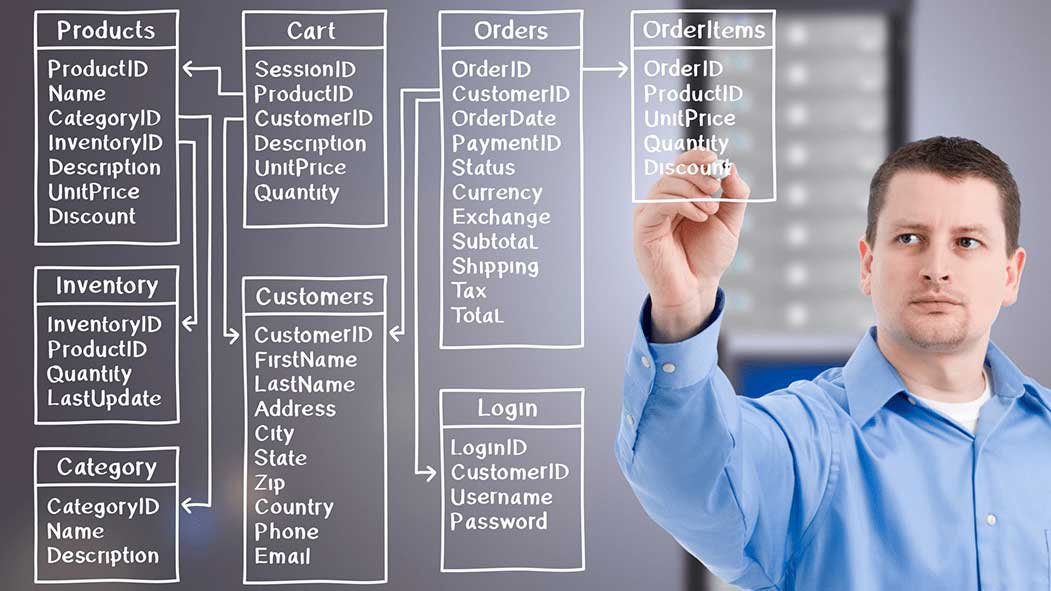 Products
ProductID
Name
CategoryID
InventoryID
Description
UnitPrice
Discount
Inventory
InventoryID
ProductID
Quantity
LastUpdate
Category
CategoryID
Name
Description
Cart
SessionID
ProductID
CustomerID
Description
UnitPrice
Quantity
Customers
CustomerID
FirstName
LastName
Address
City
State
Zip
Country
Phone
Email
Orders
OrderID
CustomerID
OrderDate
PaymentID
Status
Currency
Exchange
Subtotal
Shipping
Tax
Total
Login
LoginID
CustomerID
Username
Password
OrderItems
OrderID
ProductID
UnitPrice
Quantity
Discount